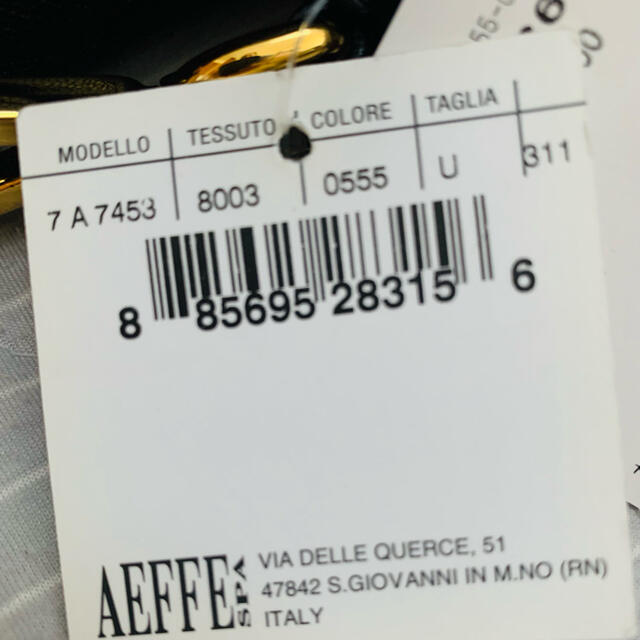 MODELLO TESSUTO COLORE TAGLIA
7 A 7453 8003 0555 U 311
8 85695 28315 6
AEFFE SPA
VIA DELLE QUERCE, 51
47842 S.GIOVANNI IN M.NO (RN)
ITALY